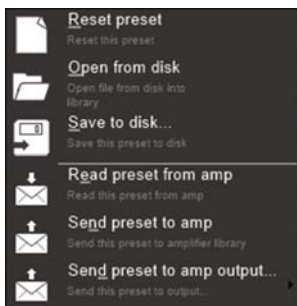 Reset preset
Reset this preset
Open from disk
Open file from disk into
library
Save to disk...
Save this preset to disk
Read preset from amp
Read this preset from amp
Send preset to amp
Send this preset to amplifier library
Send preset to amp output...
Send this preset to output...